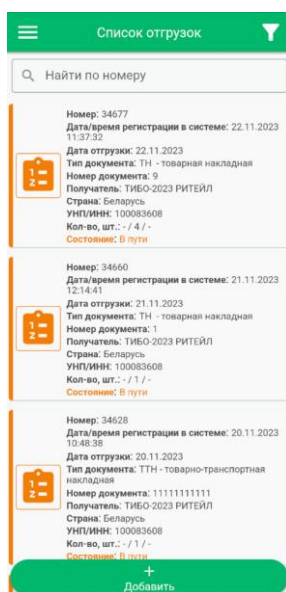 Список отгрузок
Найти по номеру
Номер: 34677
Дата/время регистрации в системе: 22.11.2023
11:37:32
Дата отгрузки: 22.11.2023
Тип документа: ТН - товарная накладная
Номер документа: 9
Получатель: ТИБО-2023 РИТЕЙЛ
Страна: Беларусь
УНП/ИНН: 100083608
Кол-во, шт.: - / 4 / -
Состояние: В пути
Номер: 34660
Дата/время регистрации в системе: 21.11.2023
12:14:41
Дата отгрузки: 21.11.2023
Тип документа: ТН - товарная накладная
Номер документа: 1
Получатель: ТИБО-2023 РИТЕЙЛ
Страна: Беларусь
УНП/ИНН: 100083608
Кол-во, шт.: - / 1 / -
Состояние: В пути
Номер: 34628
Дата/время регистрации в системе: 20.11.2023
10:48:38
Дата отгрузки: 20.11.2023
Тип документа: ТТН - товарно-транспортная
накладная
Номер документа: 11111111111
Получатель: ТИБО-2023 РИТЕЙЛ
Страна: Беларусь
УНП/ИНН: 100083608
Кол-во, шт.: - / 1 / -
Состояние: В пути
+
Добавить